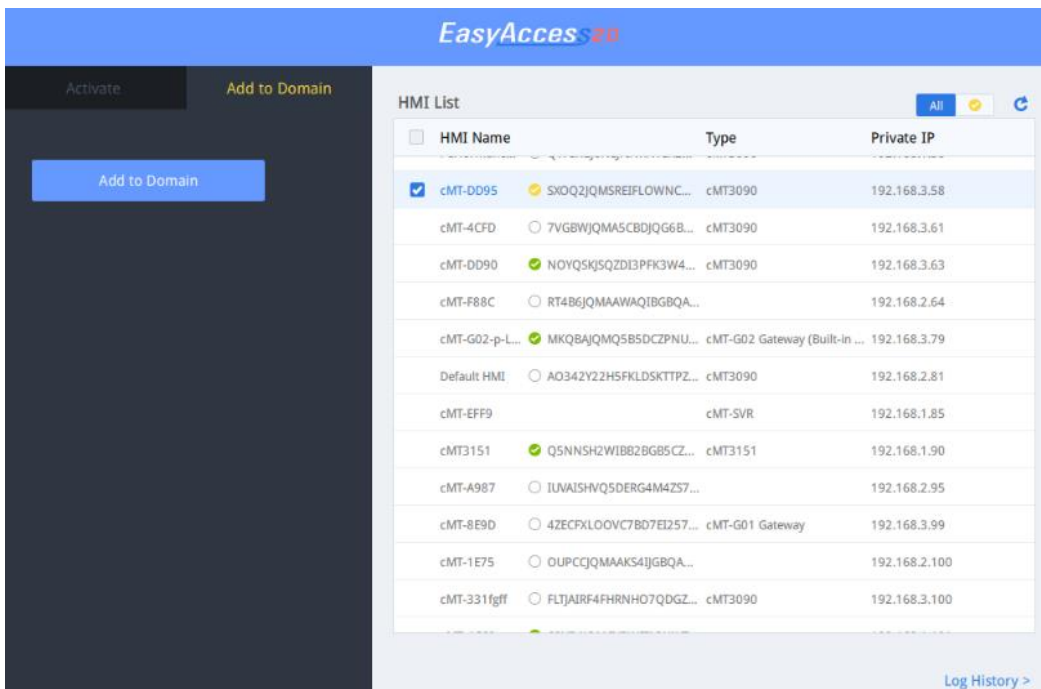 EasyAccess 2.0
Activate
Add to Domain
Add to Domain
HMI List
All
HMI Name Type Private IP
cMT-DD95 SXOQ2JQMSREIFLOWNC... cMT3090 192.168.3.58
cMT-4CFD 7VGBWJQMA5CBDJQG6B... cMT3090 192.168.3.61
cMT-DD90 NOYQSKJSQZDI3PFK3W4... cMT3090 192.168.3.63
cMT-F88C RT4B6JQMAAWAQIBGBQA... 192.168.2.64
cMT-G02-p-L... MKQBAJQMQ5B5DCZPNU... cMT-G02 Gateway (Built-in ... 192.168.3.79
Default HMI AO342Y22H5FKLDSKTTPZ... cMT3090 192.168.2.81
cMT-EFF9 cMT-SVR 192.168.1.85
cMT3151 Q5NNSH2WIBB2BGB5CZ... cMT3151 192.168.1.90
cMT-A987 IUVAISHVQ5DERG4M4ZS7... 192.168.2.95
cMT-8E9D 4ZECFXLOOVC7BD7EI257... cMT-G01 Gateway 192.168.3.99
cMT-1E75 OUPCCJQMAAKS4IJGBQA... 192.168.2.100
cMT-331fgff FLTJAIRF4FHRNHO7QDGZ... cMT3090 192.168.3.100
Log History >